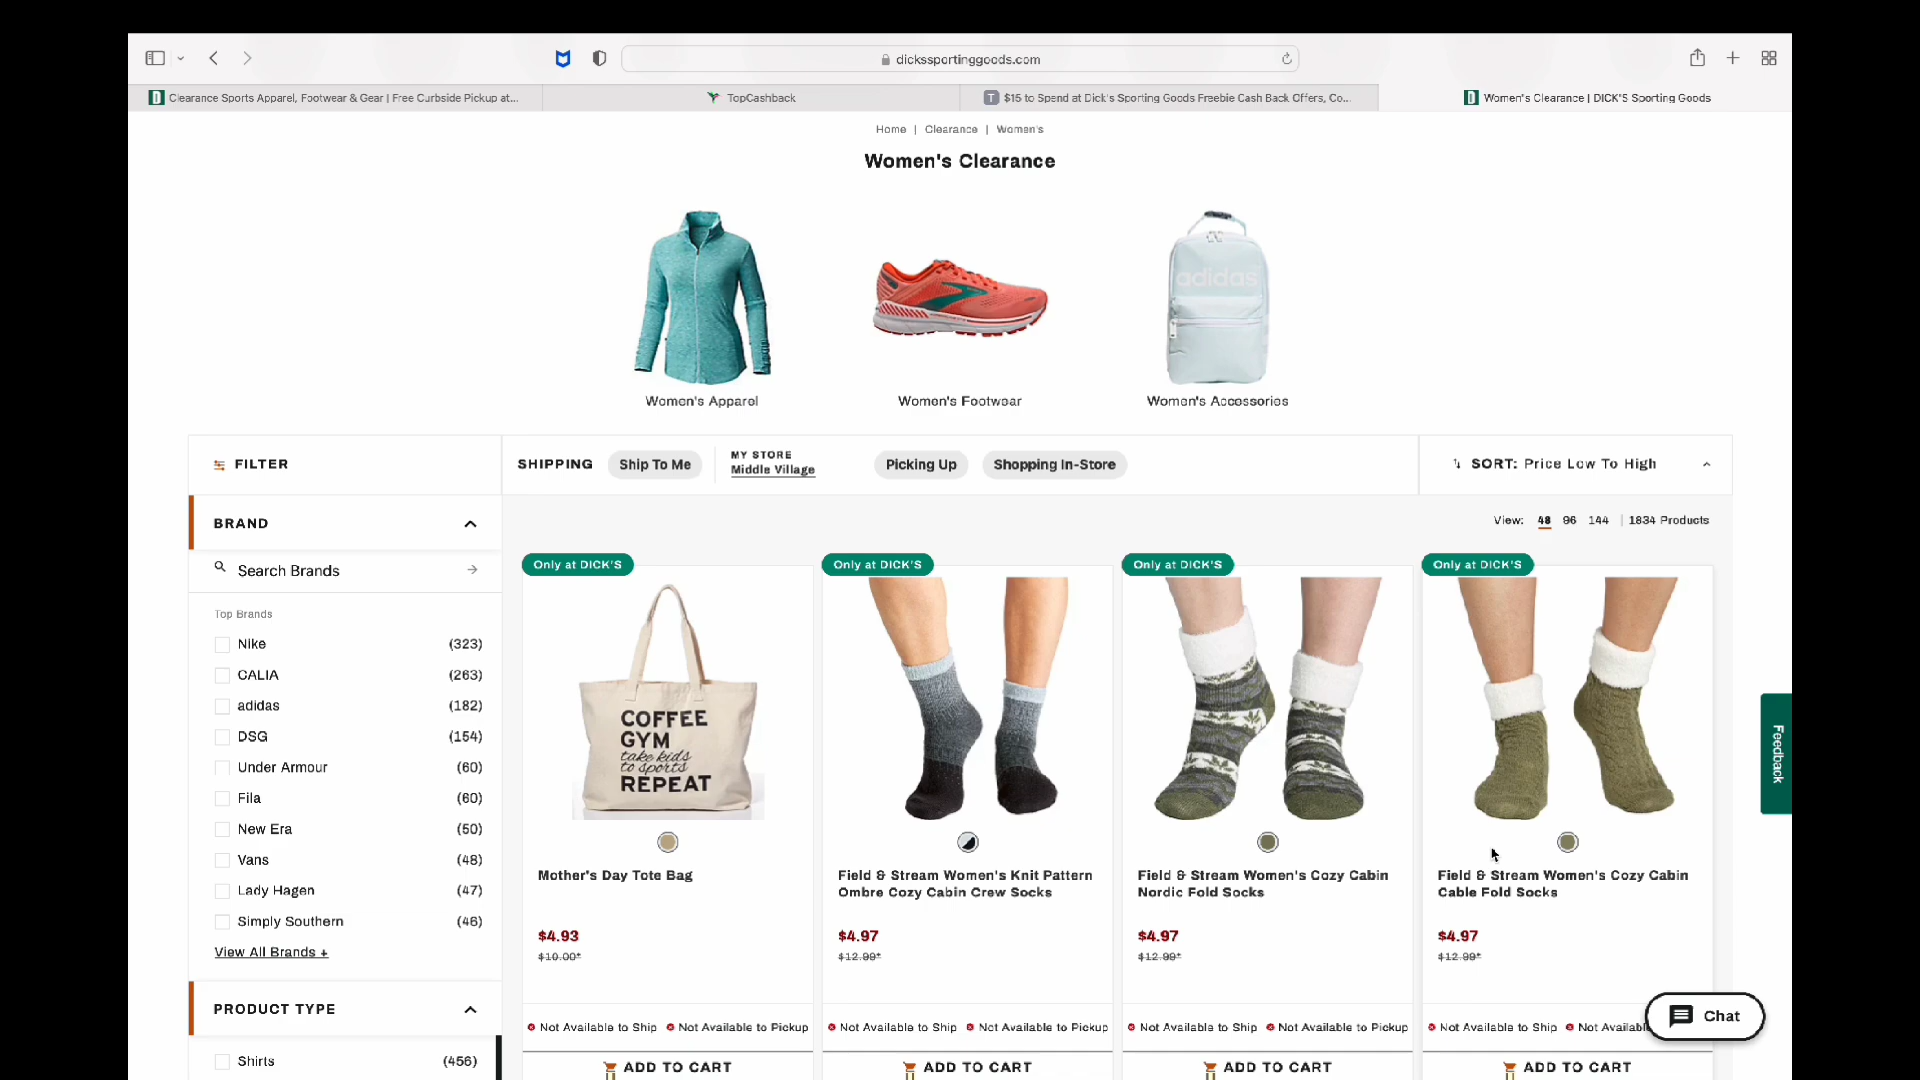 dickssportinggoods.com
Clearance Sports Apparel, Footwear & Gear | Free Curbside Pickup at...
TopCashback
T $15 to Spend at Dick's Sporting Goods Freebie Cash Back Offers, Co...
Women's Clearance | DICK'S Sporting Goods
Home | Clearance | Women's
Women's Clearance
adidas
Women's Apparel
Women's Footwear
Women's Accessories
FILTER
SHIPPING
Ship To Me
MY STORE
Middle Village
Picking Up
Shopping In-Store
SORT: Price Low To High
BRAND
View: 48 96 144 | 1834 Products
Search Brands
Top Brands
Nike (323)
CALIA (263)
adidas (182)
DSG (154)
Under Armour (60)
Fila (60)
New Era (50)
Vans (48)
Lady Hagen (47)
Simply Southern (46)
View All Brands +
PRODUCT TYPE
Shirts (456)
Only at DICK'S
COFFEE
GYM
take kids
to sports
REPEAT
Mother's Day Tote Bag
$4.93
$10.00*
Not Available to Ship Not Available to Pickup
ADD TO CART
Only at DICK'S
Field & Stream Women's Knit Pattern
Ombre Cozy Cabin Crew Socks
$4.97
$12.99*
Not Available to Ship Not Available to Pickup
ADD TO CART
Only at DICK'S
Field & Stream Women's Cozy Cabin
Nordic Fold Socks
$4.97
$12.99*
Not Available to Ship Not Available to Pickup
ADD TO CART
Only at DICK'S
Field & Stream Women's Cozy Cabin
Cable Fold Socks
$4.97
$12.99*
Not Available to Ship
ADD TO CART
Feedback
Chat